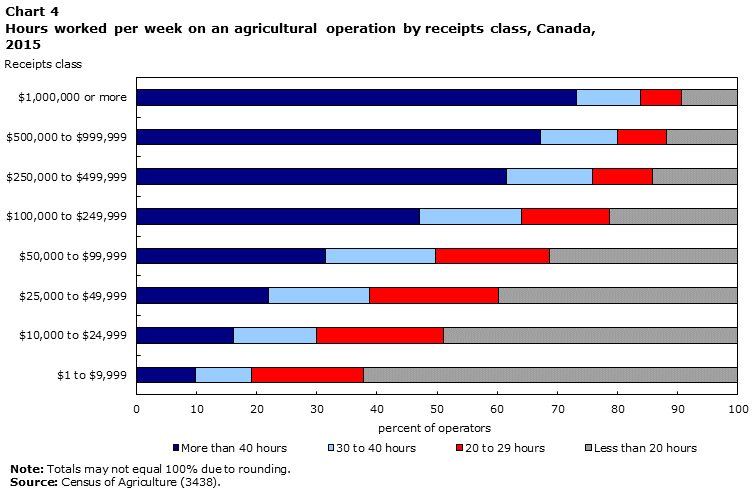 Chart 4
Hours worked per week on an agricultural operation by receipts class, Canada,
2015
Receipts class
$1,000,000 or more
$500,000 to $999,999
$250,000 to $499,999
$100,000 to $249,999
$50,000 to $99,999
$25,000 to $49,999
$10,000 to $24,999
$1 to $9,999
0 10 20 30 40 50 60 70 80 90 100
percent of operators
More than 40 hours 30 to 40 hours 20 to 29 hours Less than 20 hours
Note: Totals may not equal 100% due to rounding.
Source: Census of Agriculture (3438).